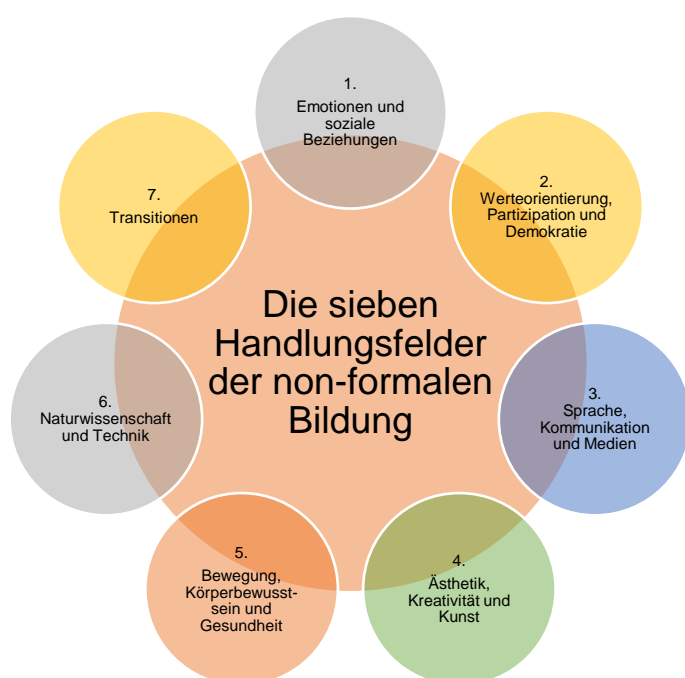 1.
Emotionen und
soziale
Beziehungen
2.
Werteorientierung,
Partizipation und
Demokratie
3.
Sprache,
Kommunikation
und Medien
4.
Ästhetik,
Kreativität und
Kunst
5.
Bewegung,
Körperbewusst-
sein und
Gesundheit
6.
Naturwissenschaft
und Technik
7.
Transitionen
Die sieben
Handlungsfelder
der non-formalen
Bildung